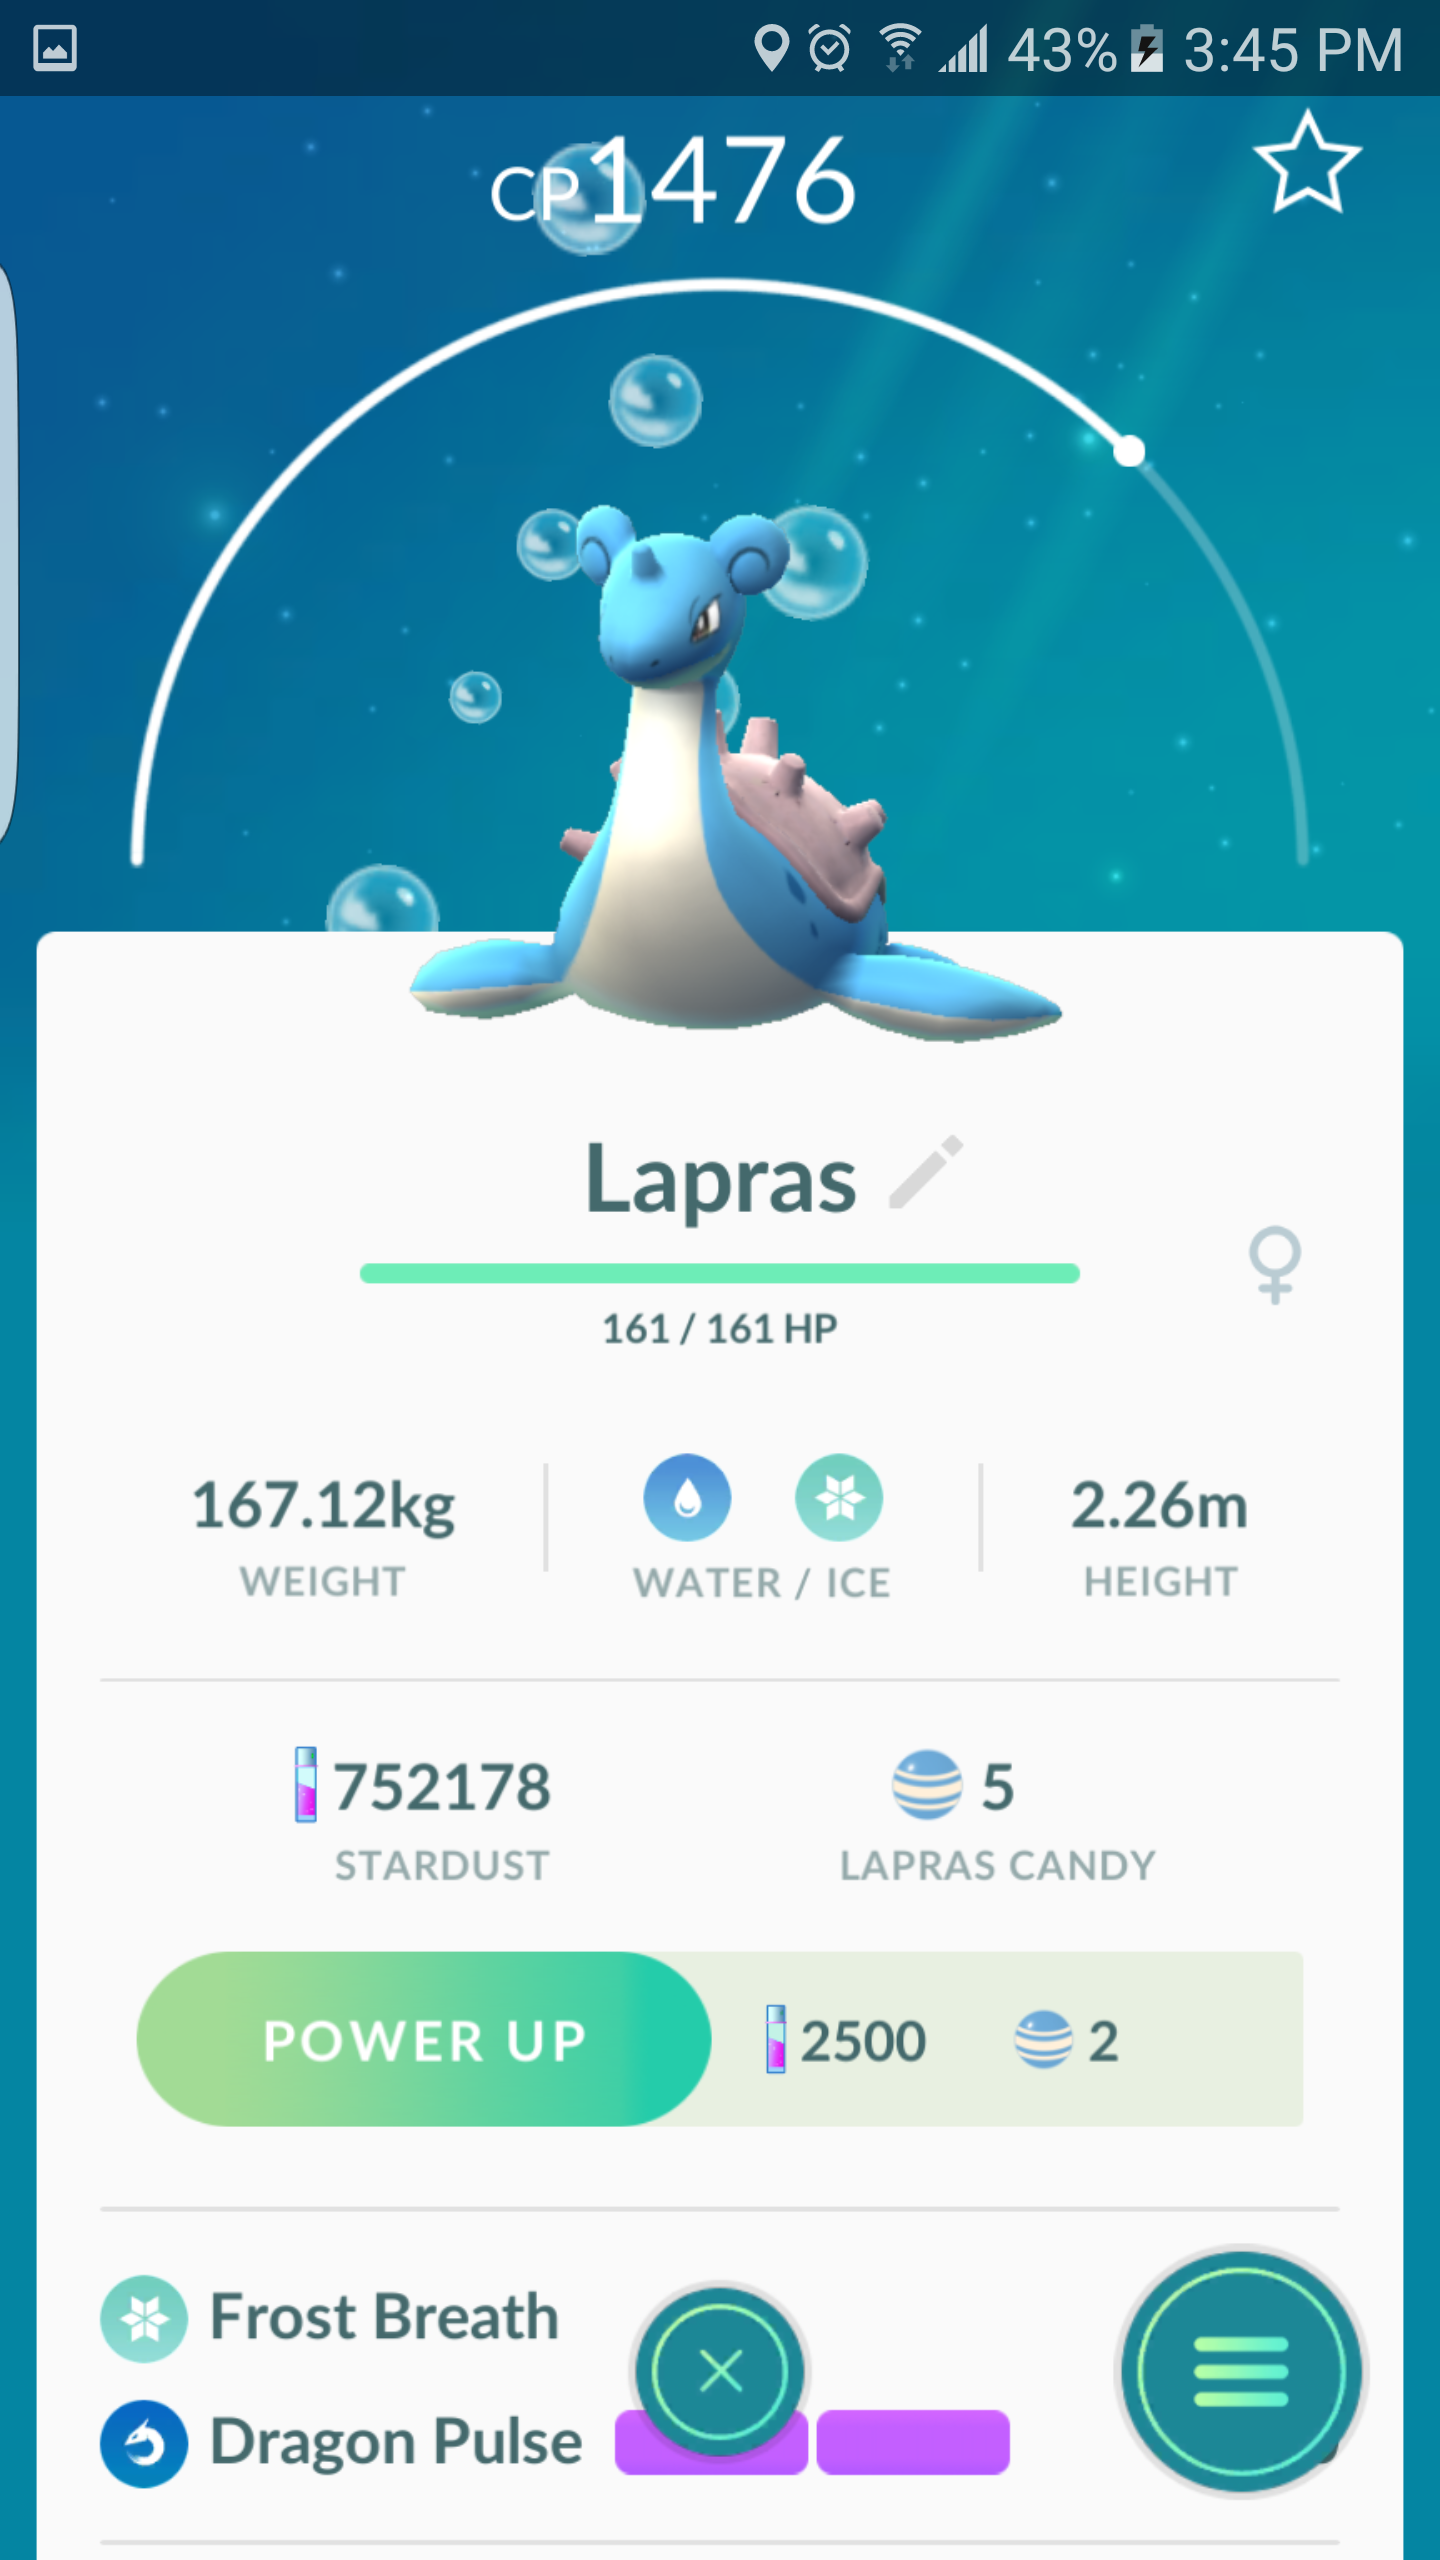 43% 3:45 PM
CP1476
Lapras
161 / 161 HP
167.12kg
WEIGHT
WATER / ICE
2.26m
HEIGHT
752178
STARDUST
5
LAPRAS CANDY
POWER UP 2500 2
Frost Breath
Dragon Pulse